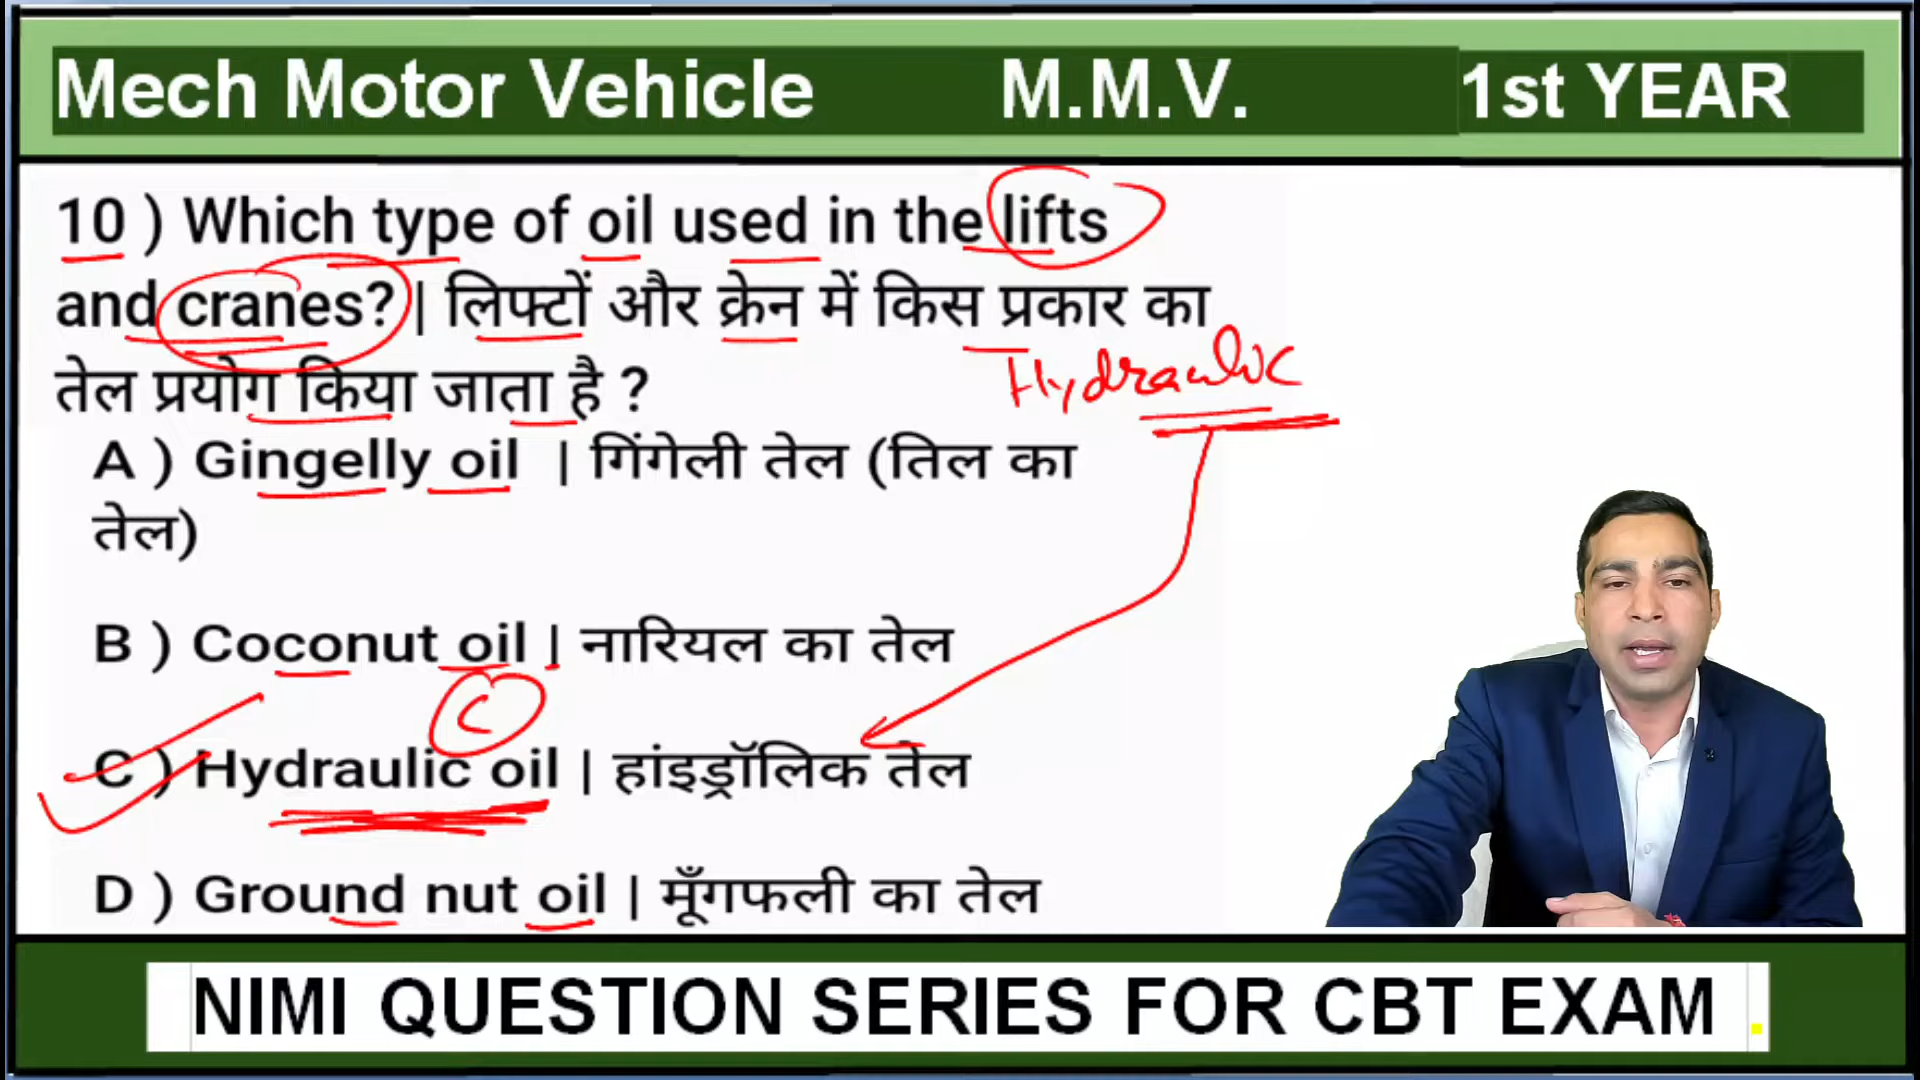 Mech Motor Vehicle M.M.V. 1st YEAR
10 ) Which type of oil used in the lifts
and cranes? | लिफ्टों और क्रेन में किस प्रकार का
तेल प्रयोग किया जाता है ?
Hydraulic
A ) Gingelly oil | गिंगेली तेल (तिल का
तेल)
B ) Coconut oil | नारियल का तेल
C
C ) Hydraulic oil | हांइड्रॉलिक तेल
D ) Ground nut oil | मूँगफली का तेल
NIMI QUESTION SERIES FOR CBT EXAM .